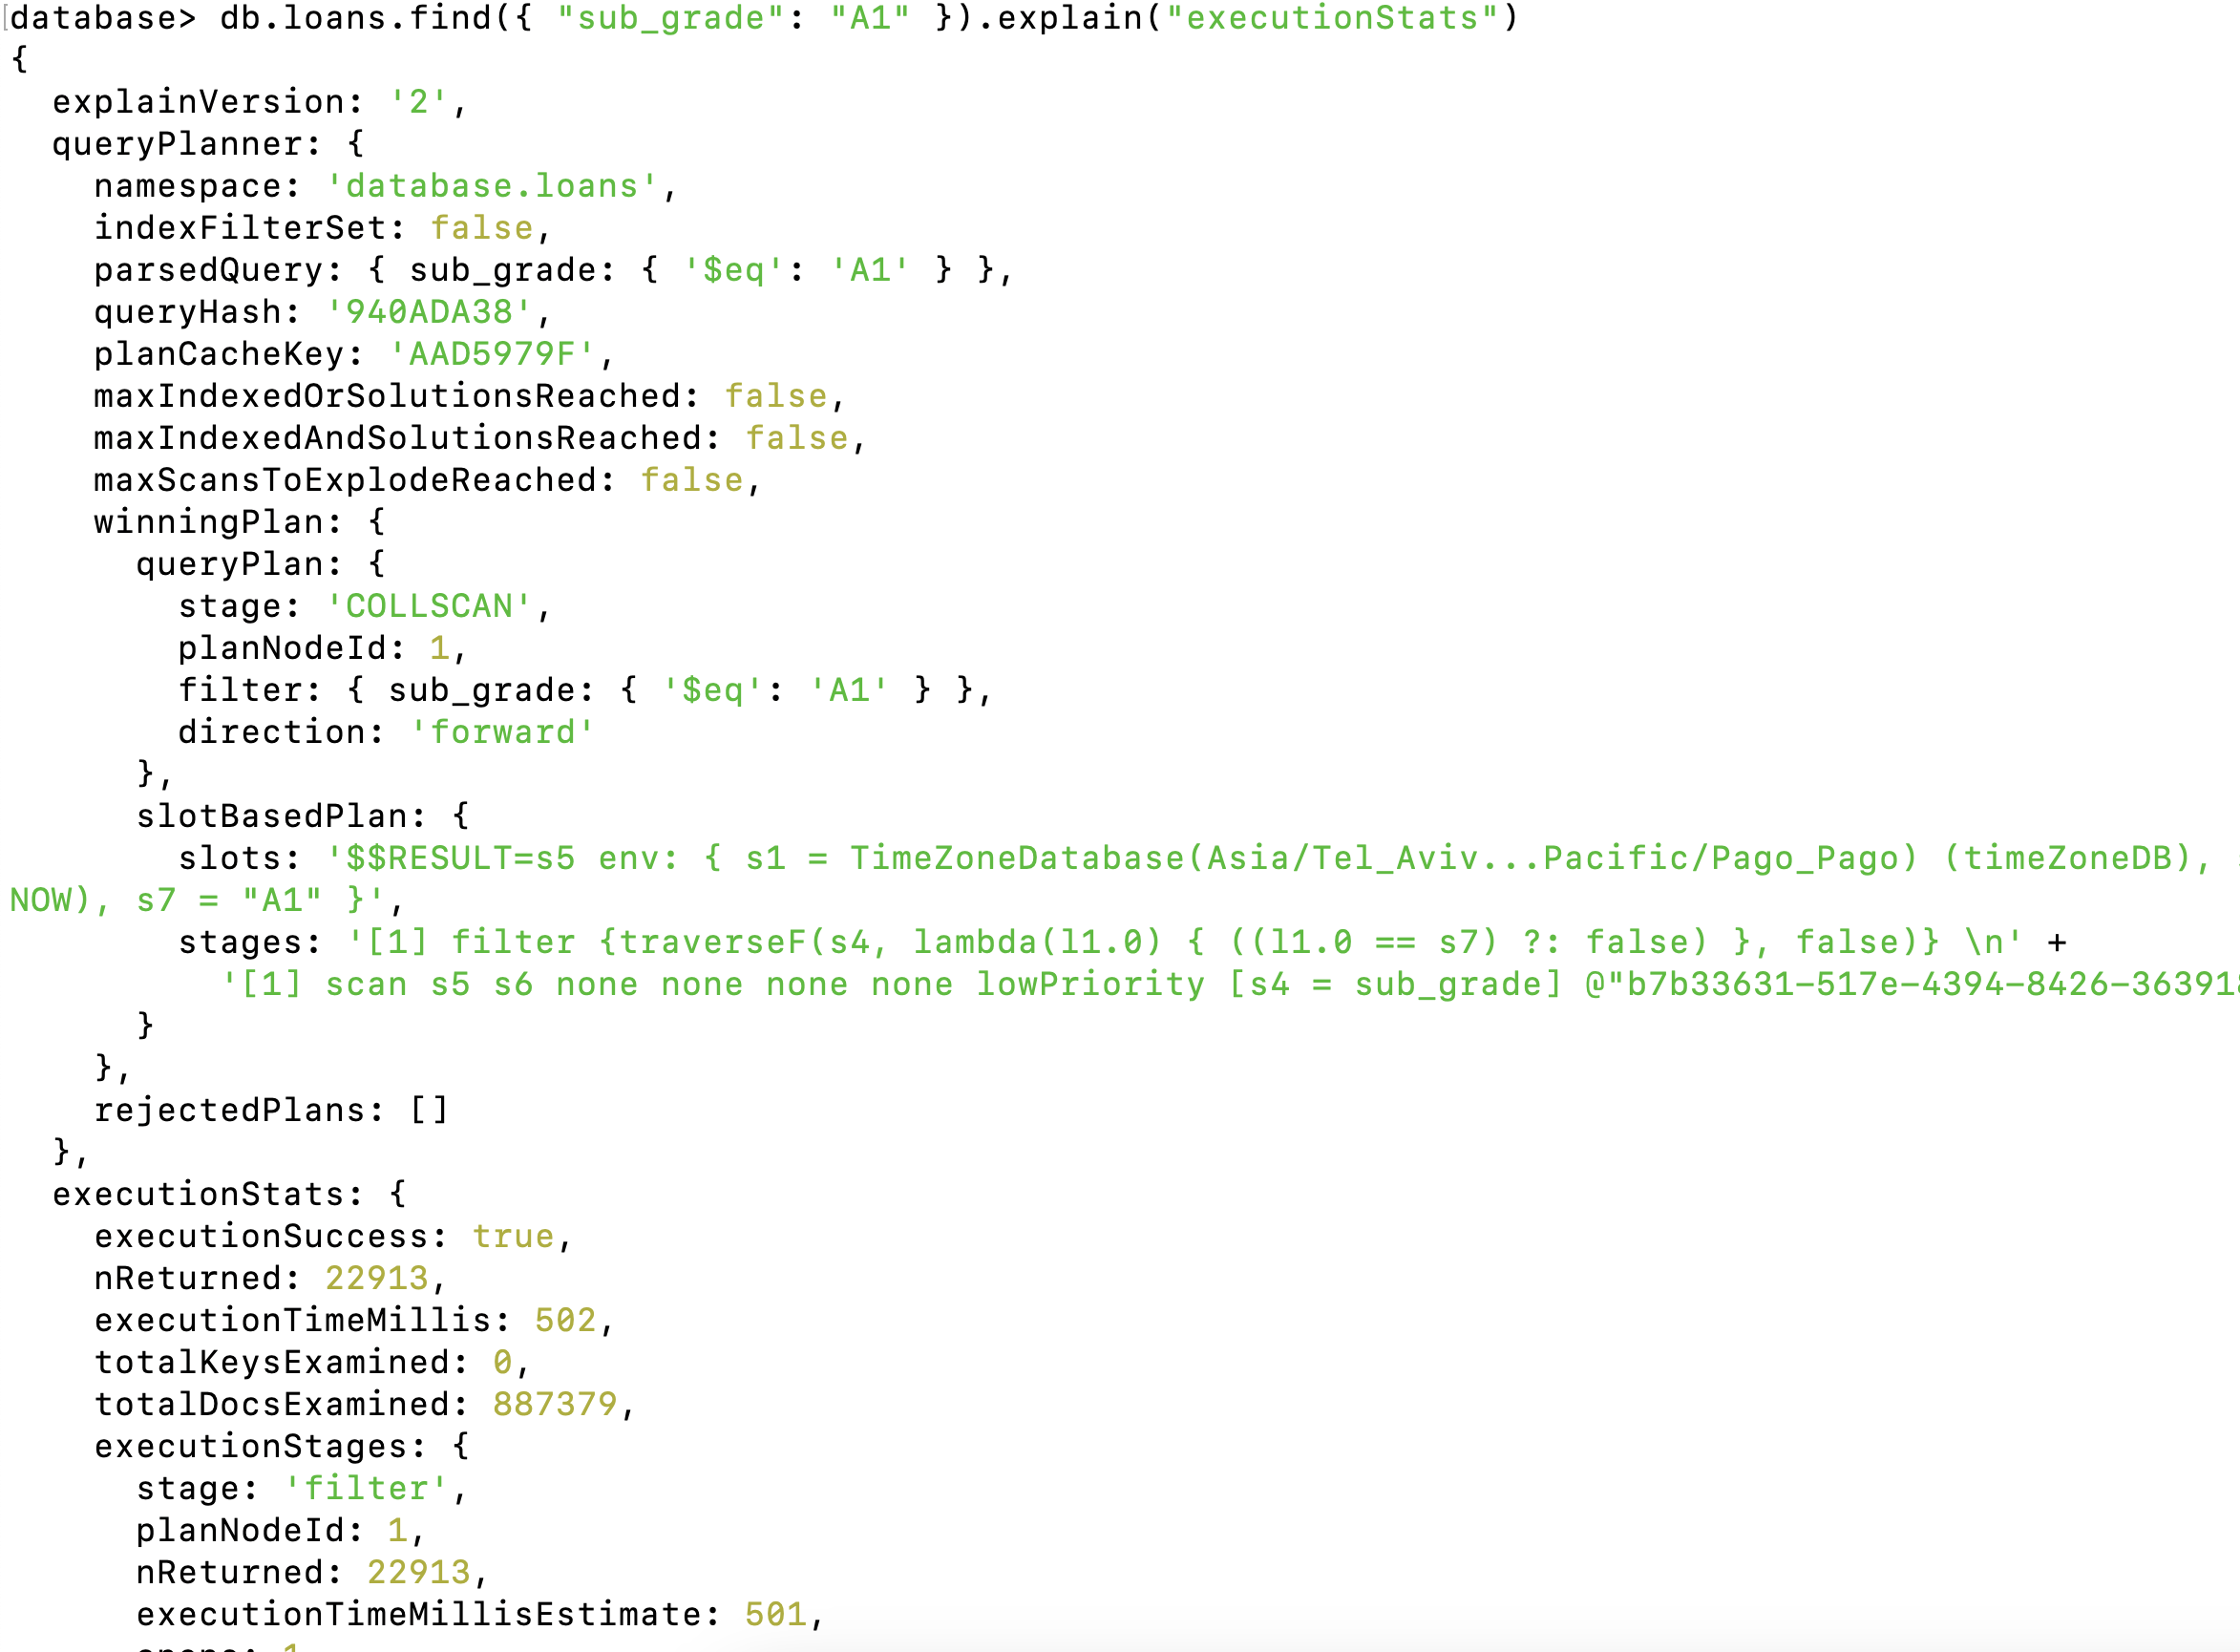 database> db.loans.find({ "sub_grade": "A1" }).explain("executionStats")
{
  explainVersion: '2',
  queryPlanner: {
    namespace: 'database.loans',
    indexFilterSet: false,
    parsedQuery: { sub_grade: { '$eq': 'A1' } },
    queryHash: '940ADA38',
    planCacheKey: 'AAD5979F',
    maxIndexedOrSolutionsReached: false,
    maxIndexedAndSolutionsReached: false,
    maxScansToExplodeReached: false,
    winningPlan: {
      queryPlan: {
        stage: 'COLLSCAN',
        planNodeId: 1,
        filter: { sub_grade: { '$eq': 'A1' } },
        direction: 'forward'
      },
      slotBasedPlan: {
        slots: '$$RESULT=s5 env: { s1 = TimeZoneDatabase(Asia/Tel_Aviv...Pacific/Pago_Pago) (timeZoneDB),
NOW), s7 = "A1" }',
        stages: '[1] filter {traverseF(s4, lambda(l1.0) { ((l1.0 == s7) ?: false) }, false)} \n' +
          '[1] scan s5 s6 none none none none lowPriority [s4 = sub_grade] @"b7b33631-517e-4394-8426-363918
      }
    },
    rejectedPlans: []
  },
  executionStats: {
    executionSuccess: true,
    nReturned: 22913,
    executionTimeMillis: 502,
    totalKeysExamined: 0,
    totalDocsExamined: 887379,
    executionStages: {
      stage: 'filter',
      planNodeId: 1,
      nReturned: 22913,
      executionTimeMillisEstimate: 501,